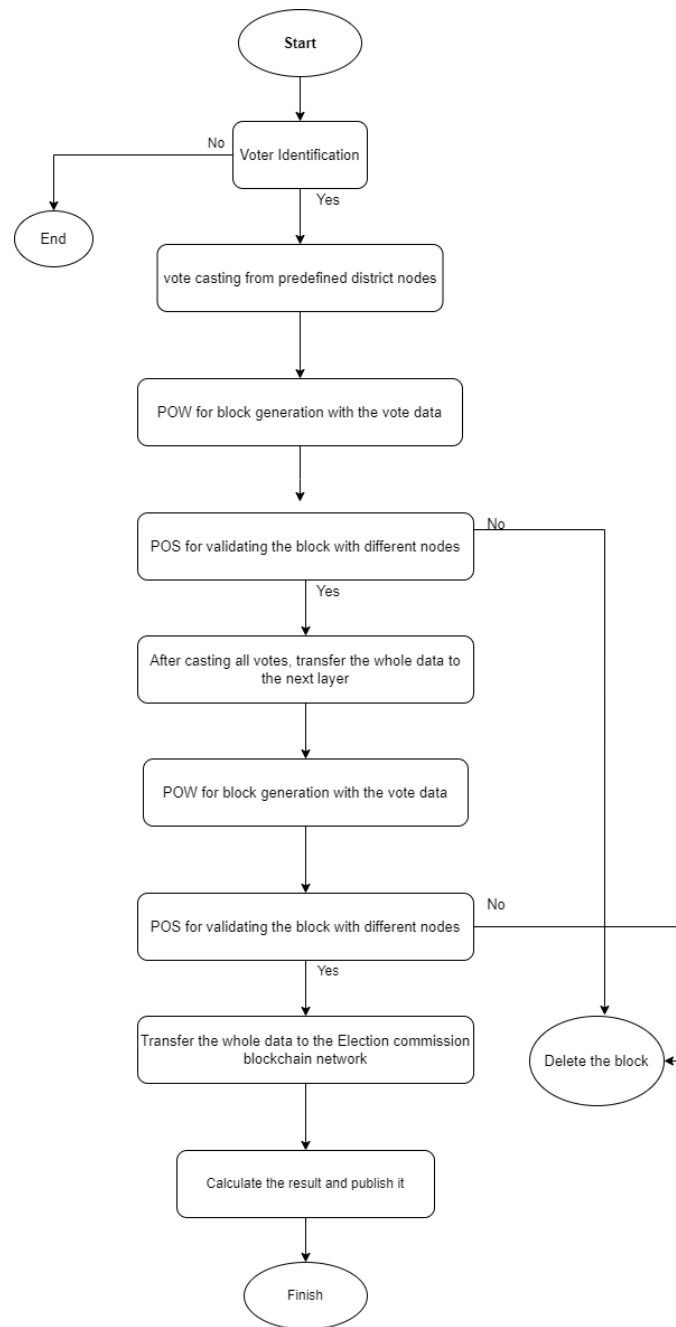 Start
No
Voter Identification
Yes
End
vote casting from predefined district nodes
POW for block generation with the vote data
No
POS for validating the block with different nodes
Yes
After casting all votes, transfer the whole data to
the next layer
POW for block generation with the vote data
No
POS for validating the block with different nodes
Yes
Transfer the whole data to the Election commission
blockchain network
Delete the block
Calculate the result and publish it
Finish